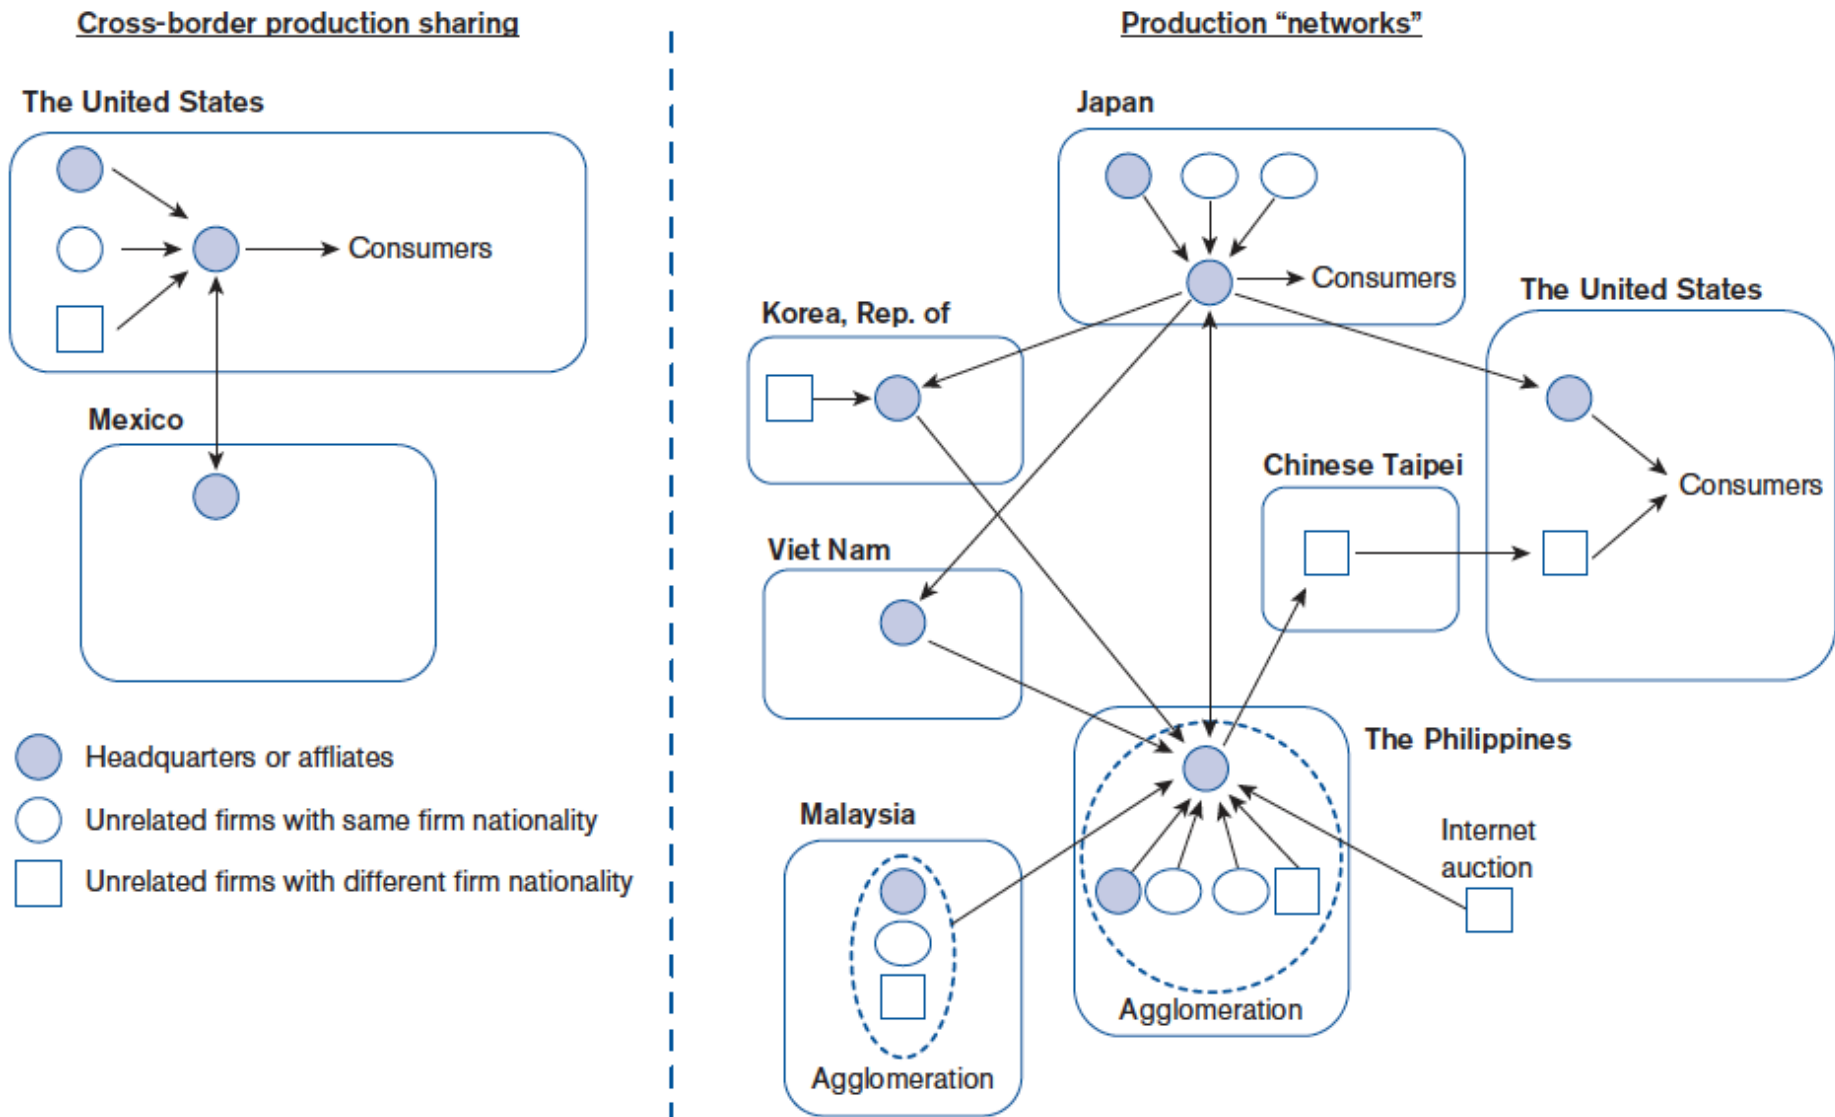 Cross-border production sharing
The United States
Consumers
Mexico
Headquarters or affliates
Unrelated firms with same firm nationality
Unrelated firms with different firm nationality
Production “networks”
Japan
Consumers
Korea, Rep. of
The United States
Chinese Taipei
Consumers
Viet Nam
The Philippines
Malaysia
Internet
auction
Agglomeration
Agglomeration